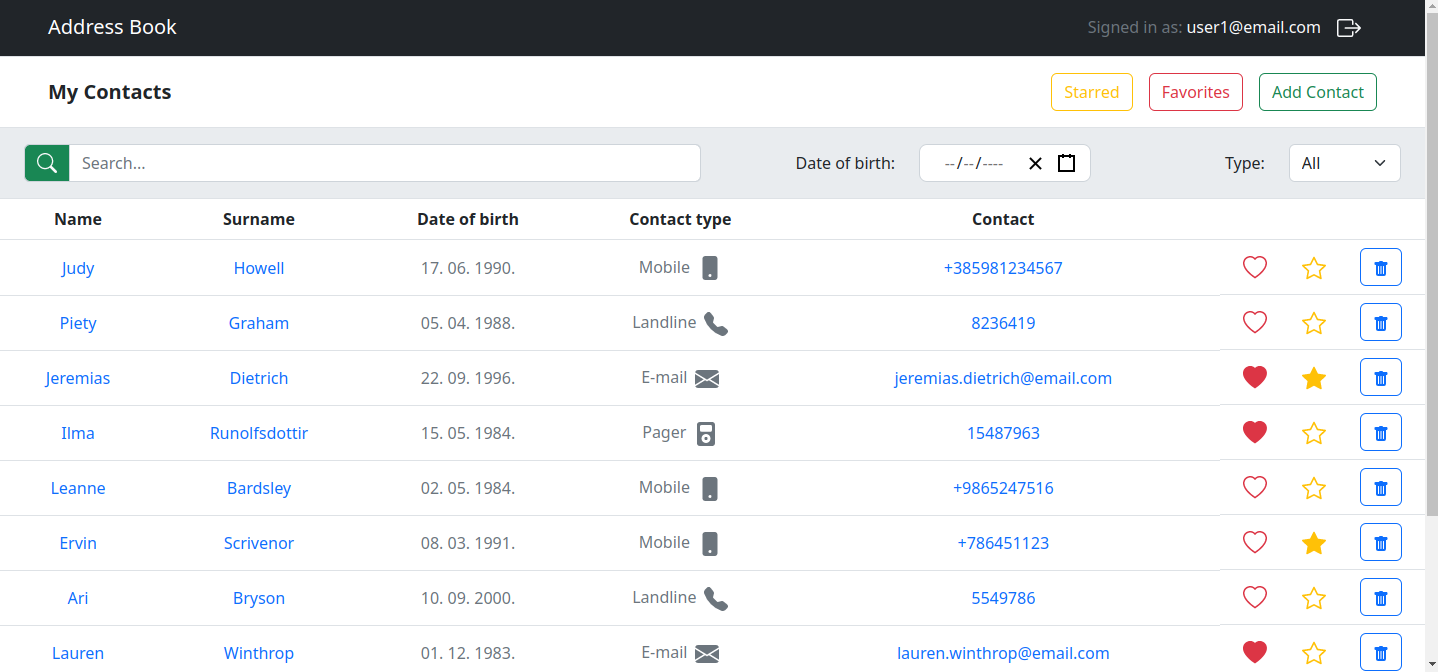 Address Book Signed in as: user1@email.com
My Contacts Starred Favorites Add Contact
Search... Date of birth: --/--/---- Type: All
Name Surname Date of birth Contact type Contact
Judy Howell 17. 06. 1990. Mobile +385981234567
Piety Graham 05. 04. 1988. Landline 8236419
Jeremias Dietrich 22. 09. 1996. E-mail jeremias.dietrich@email.com
Ilma Runolfsdottir 15. 05. 1984. Pager 15487963
Leanne Bardsley 02. 05. 1984. Mobile +9865247516
Ervin Scrivenor 08. 03. 1991. Mobile +786451123
Ari Bryson 10. 09. 2000. Landline 5549786
Lauren Winthrop 01. 12. 1983. E-mail lauren.winthrop@email.com